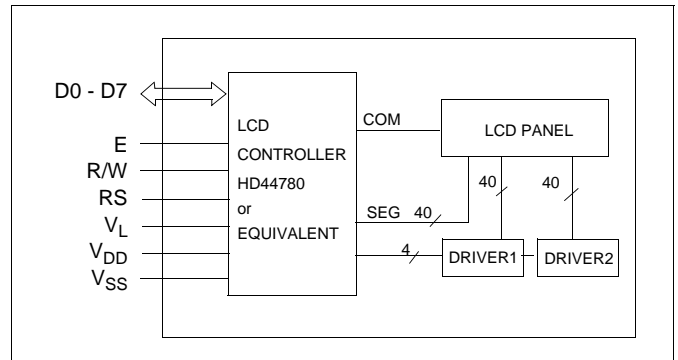 D0 - D7
E
R/W
RS
VL
VDD
VSS
LCD
CONTROLLER
HD44780
or
EQUIVALENT
COM
SEG 40
4
LCD PANEL
40
40
DRIVER1
DRIVER2